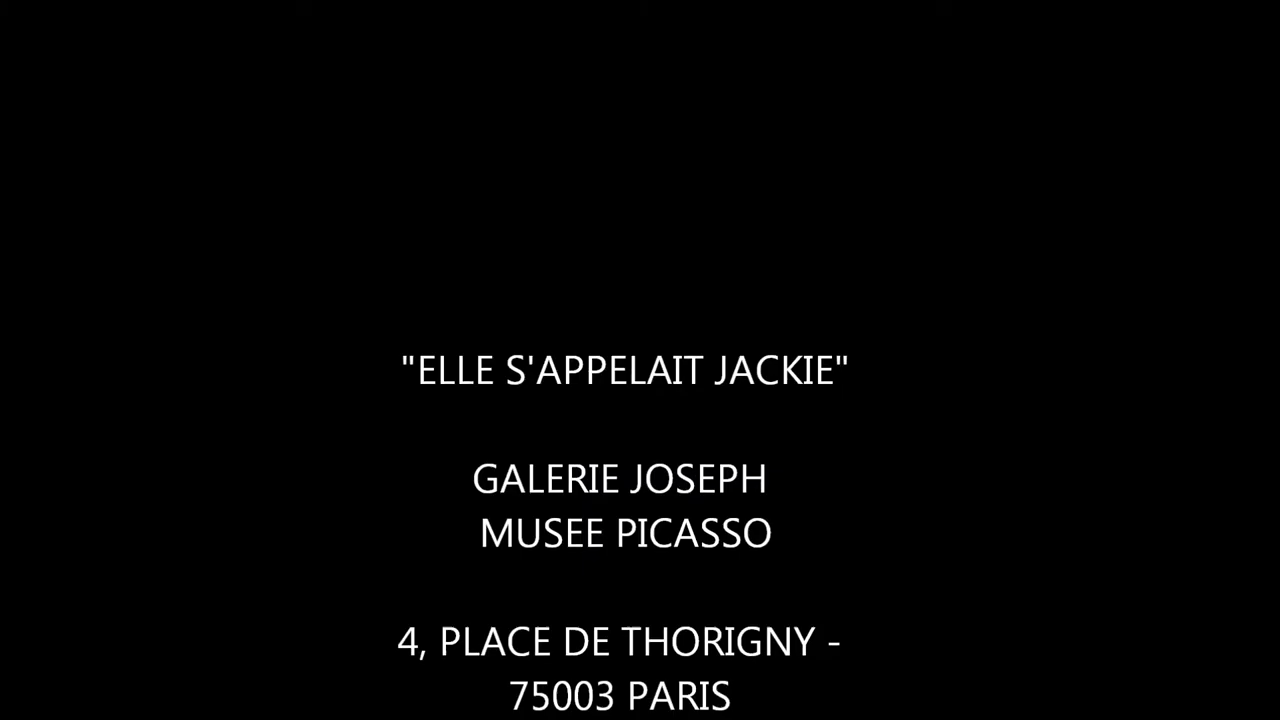 "ELLE S'APPELAIT JACKIE"
GALERIE JOSEPH
MUSEE PICASSO
4, PLACE DE THORIGNY -
75003 PARIS